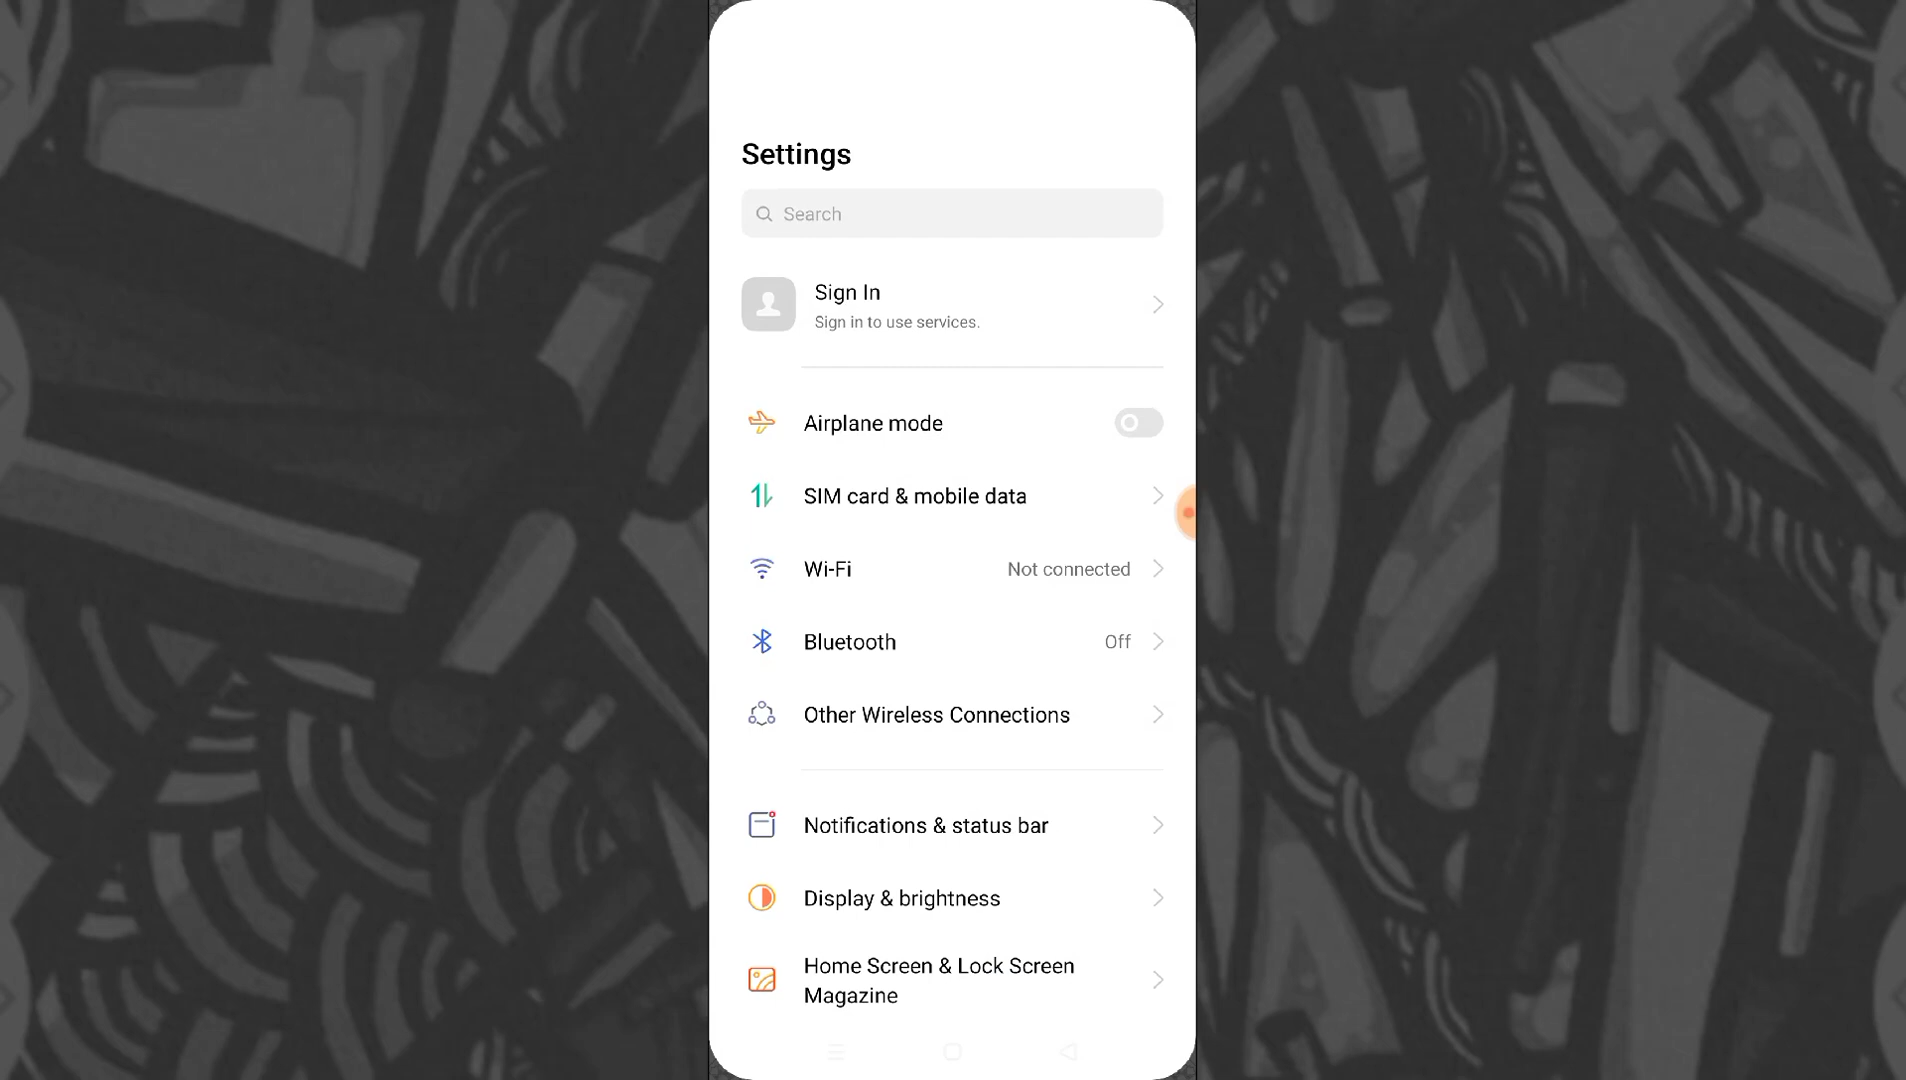 Settings
Search
Sign In
Sign in to use services.
Airplane mode
SIM card & mobile data
Wi-Fi Not connected
Bluetooth Off
Other Wireless Connections
Notifications & status bar
Display & brightness
Home Screen & Lock Screen
Magazine